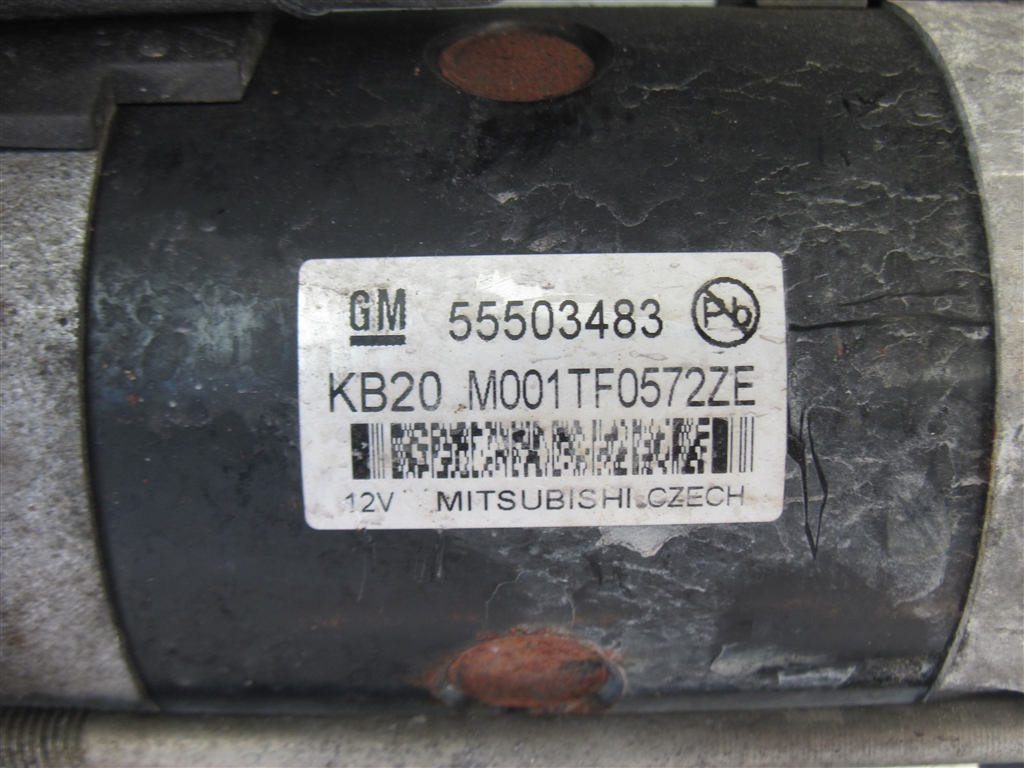 GM 55503483 Pb
KB20 M001TF0572ZE
12V MITSUBISHI CZECH